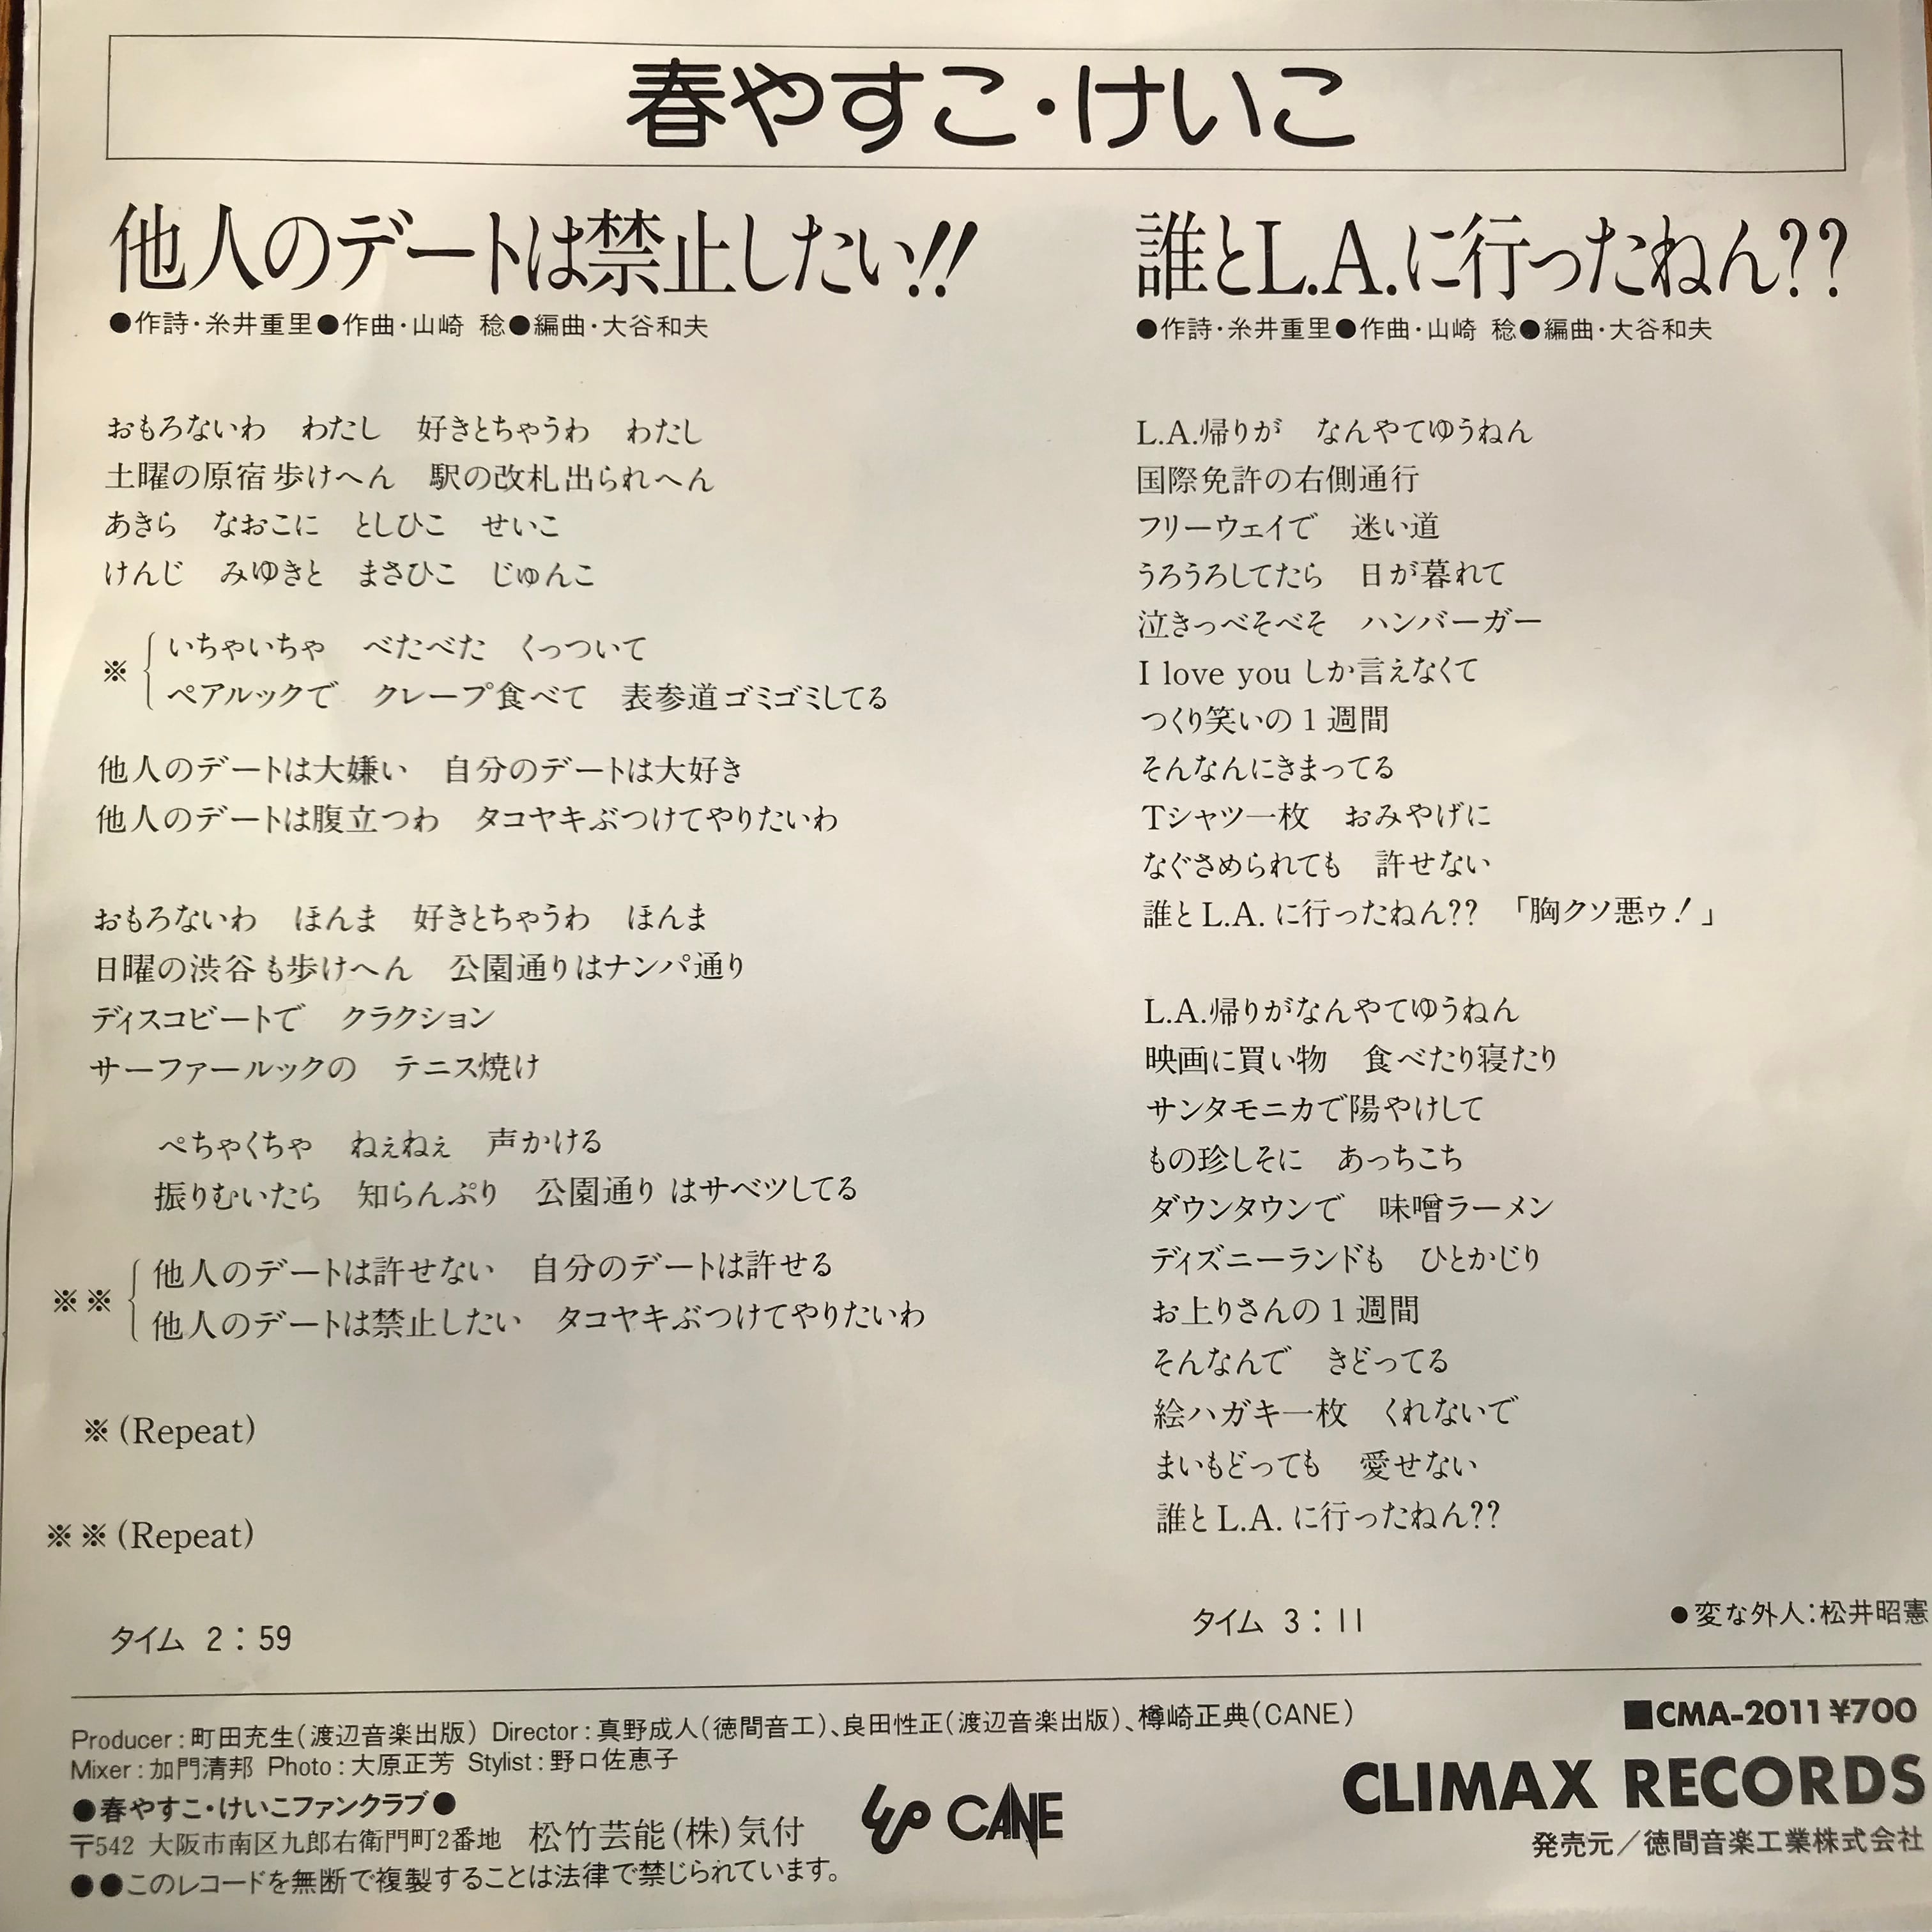 春やすこ・けいこ
他人のデートは禁止したい!!
●作詩・糸井重里●作曲・山崎 稔●編曲・大谷和夫
おもろないわ　わたし　好きとちゃうわ　わたし
土曜の原宿歩けへん　駅の改札出られへん
あきら　なおこに　としひこ　せいこ
けんじ　みゆきと　まさひこ　じゅんこ
※ いちゃいちゃ　べたべた　くっついて
ペアルックで　クレープ食べて　表参道ゴミゴミしてる
他人のデートは大嫌い　自分のデートは大好き
他人のデートは腹立つわ　タコヤキぶつけてやりたいわ
おもろないわ　ほんま　好きとちゃうわ　ほんま
日曜の渋谷も歩けへん　公園通りはナンパ通り
ディスコビートで　クラクション
サーファールックの　テニス焼け
ぺちゃくちゃ　ねぇねぇ　声かける
振りむいたら　知らんぷり　公園通りはサベツしてる
※※ 他人のデートは許せない　自分のデートは許せる
他人のデートは禁止したい　タコヤキぶつけてやりたいわ
※(Repeat)
※※(Repeat)
タイム 2：59
誰とL.A.に行ったねん??
●作詩・糸井重里●作曲・山崎 稔●編曲・大谷和夫
L.A.帰りが　なんやてゆうねん
国際免許の右側通行
フリーウェイで　迷い道
うろうろしてたら　日が暮れて
泣きっべそべそ　ハンバーガー
I love you しか言えなくて
つくり笑いの1週間
そんなんにきまってる
Tシャツ一枚　おみやげに
なぐさめられても　許せない
誰とL.A.に行ったねん??　「胸クソ悪ゥ！」
L.A.帰りがなんやてゆうねん
映画に買い物　食べたり寝たり
サンタモニカで陽やけして
もの珍しそに　あっちこち
ダウンタウンで　味噌ラーメン
ディズニーランドも　ひとかじり
お上りさんの1週間
そんなんで　きどってる
絵ハガキ一枚　くれないで
まいもどっても　愛せない
誰とL.A.に行ったねん??
タイム 3：11
●変な外人：松井昭憲
Producer：町田充生(渡辺音楽出版) Director：真野成人(徳間音工)、良田性正(渡辺音楽出版)、樽崎正典(CANE)
Mixer：加門清邦 Photo：大原正芳 Stylist：野口佐恵子
●春やすこ・けいこファンクラブ●
〒542 大阪市南区九郎右衛門町2番地　松竹芸能(株)気付
●●このレコードを無断で複製することは法律で禁じられています。
CANE
■CMA-2011 ¥700
CLIMAX RECORDS
発売元／徳間音楽工業株式会社